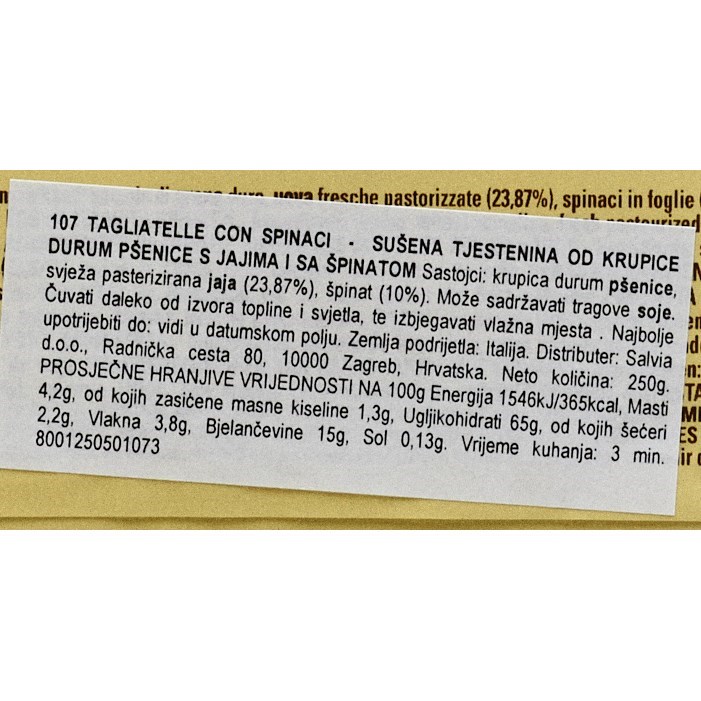 uova fresche pastorizzate (23,87%), spinaci in foglie
107 TAGLIATELLE CON SPINACI - SUŠENA TJESTENINA OD KRUPICE
DURUM PŠENICE S JAJIMA I SA ŠPINATOM Sastojci: krupica durum pšenice,
svježa pasterizirana jaja (23,87%), špinat (10%). Može sadržavati tragove soje.
Čuvati daleko od izvora topline i svjetla, te izbjegavati vlažna mjesta . Najbolje
upotrijebiti do: vidi u datumskom polju. Zemlja podrijetla: Italija. Distributer: Salvia
d.o.o., Radnička cesta 80, 10000 Zagreb, Hrvatska. Neto količina: 250g.
PROSJEČNE HRANJIVE VRIJEDNOSTI NA 100g Energija 1546kJ/365kcal, Masti
4,2g, od kojih zasićene masne kiseline 1,3g, Ugljikohidrati 65g, od kojih šećeri
2,2g, Vlakna 3,8g, Bjelančevine 15g, Sol 0,13g. Vrijeme kuhanja: 3 min.
8001250501073